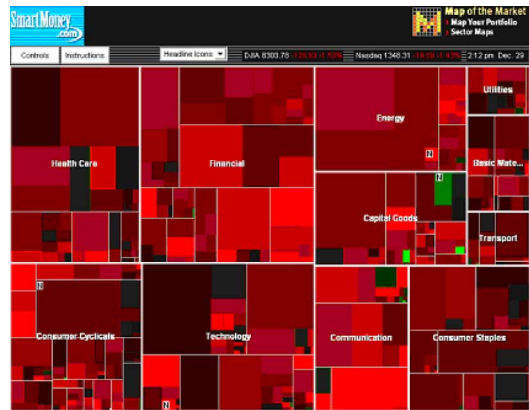 SmartMoney
.com
Map of the Market
Map Your Portfolio
Sector Maps
Controls Instructions Headline Icons DJIA 8303.78 Nasdaq 1348.31 2:12 pm Dec. 29
Utilities
Energy
N
Health Care Financial Basic Mate...
N
Capital Goods
Transport
N
Consumer Cyclicals Technology Communication Consumer Staples
N